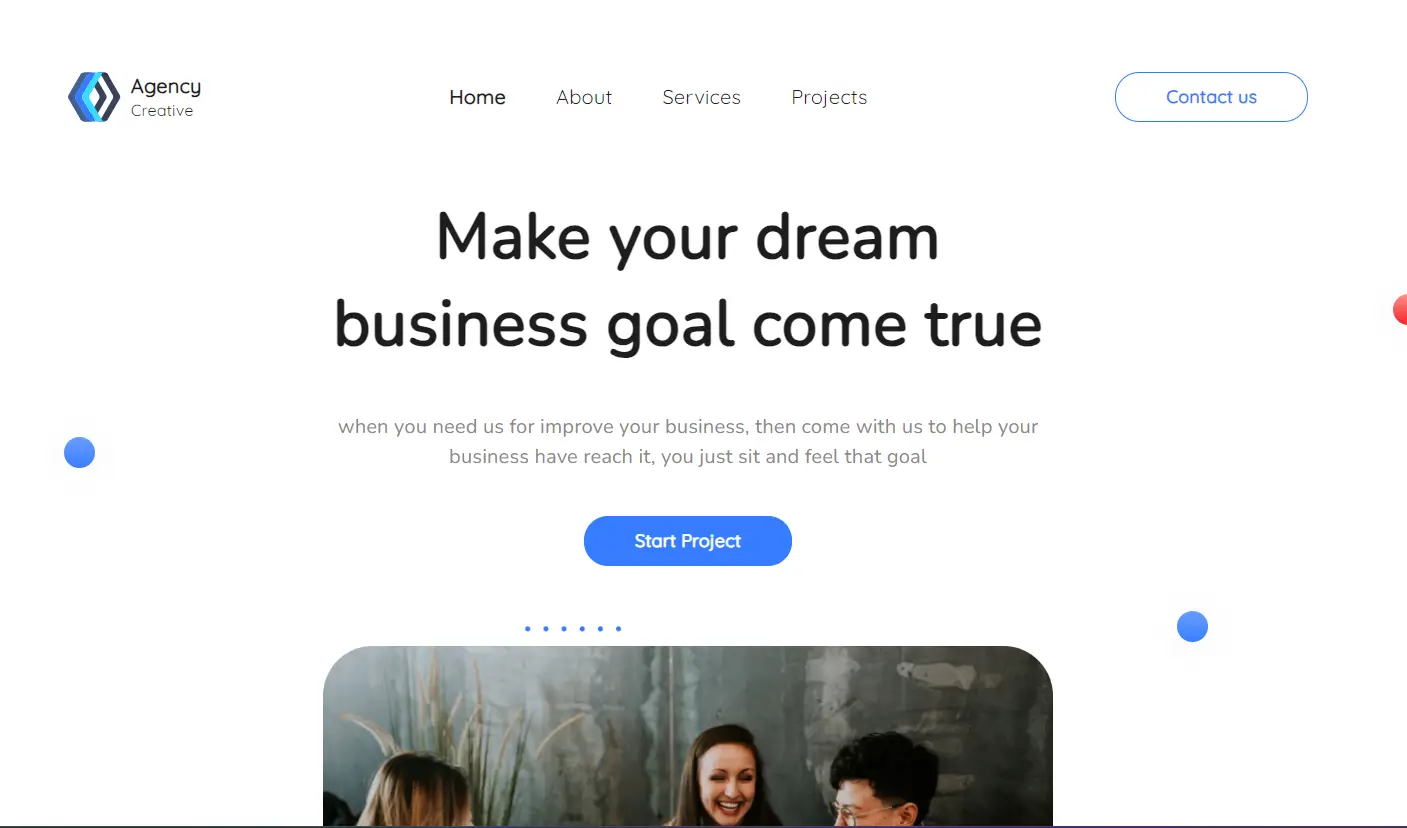 Agency
Creative
Home About Services Projects
Contact us
Make your dream
business goal come true
when you need us for improve your business, then come with us to help your
business have reach it, you just sit and feel that goal
Start Project